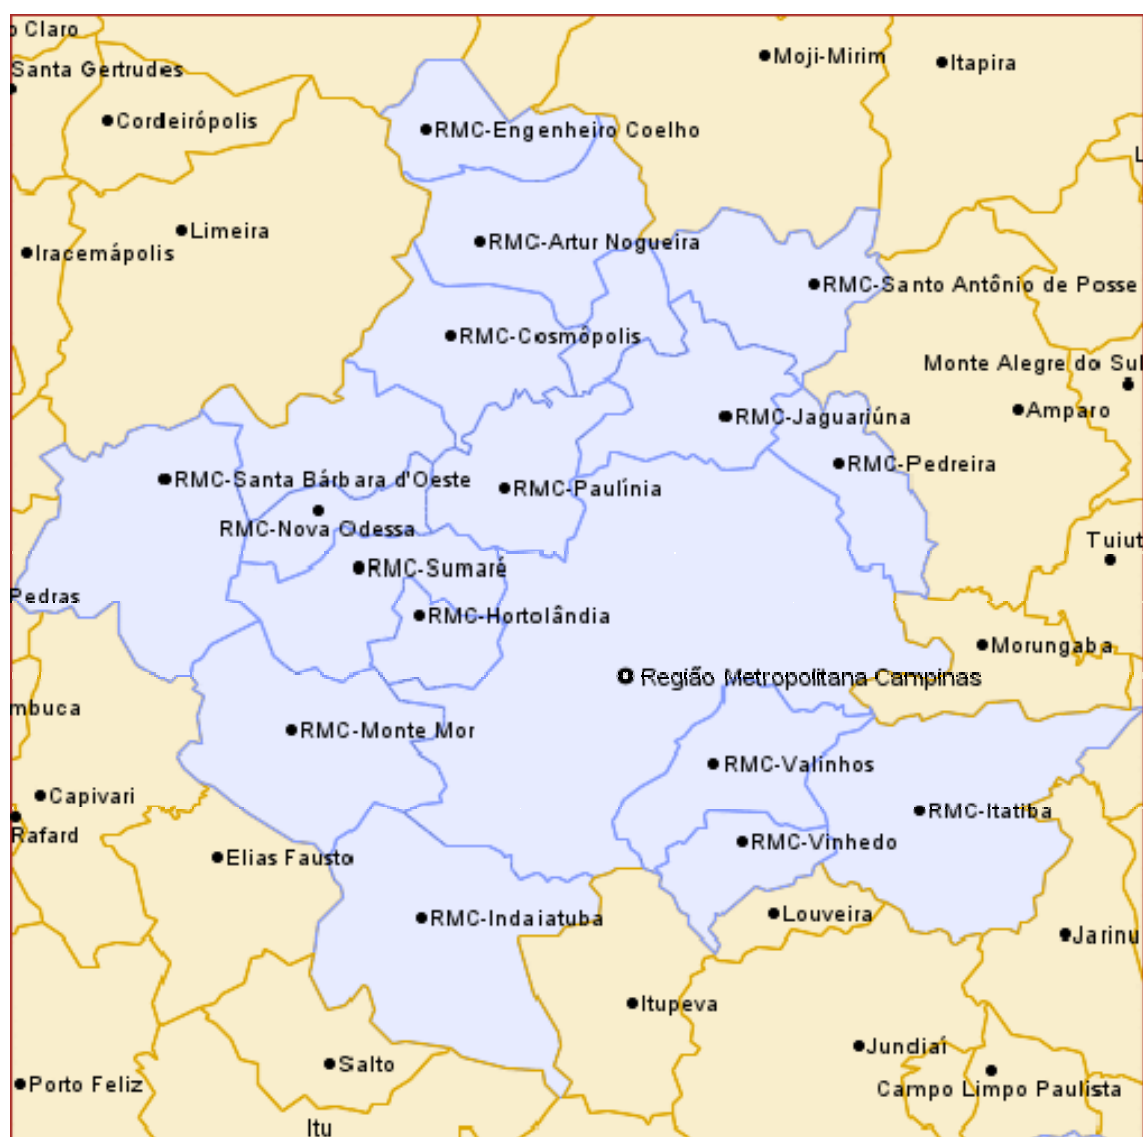 o Claro
Moji-Mirim
Itapira
Santa Gertrudes
Cordeirópolis
RMC-Engenheiro Coelho
L
Limeira
RMC-Artur Nogueira
Iracemápolis
RMC-Santo Antônio de Posse
RMC-Cosmópolis
Monte Alegre do Sul
Amparo
RMC-Jaguariúna
RMC-Pedreira
RMC-Santa Bárbara d'Oeste
RMC-Paulínia
RMC-Nova Odessa
Tuiut
RMC-Sumaré
Pedras
RMC-Hortolândia
Morungaba
Região Metropolitana Campinas
mbuca
RMC-Monte Mor
RMC-Valinhos
Capivari
RMC-Itatiba
Rafard
RMC-Vinhedo
Elias Fausto
Louveira
RMC-Indaiatuba
Jarinu
Itupeva
Jundiaí
Salto
Porto Feliz
Campo Limpo Paulista
Itu